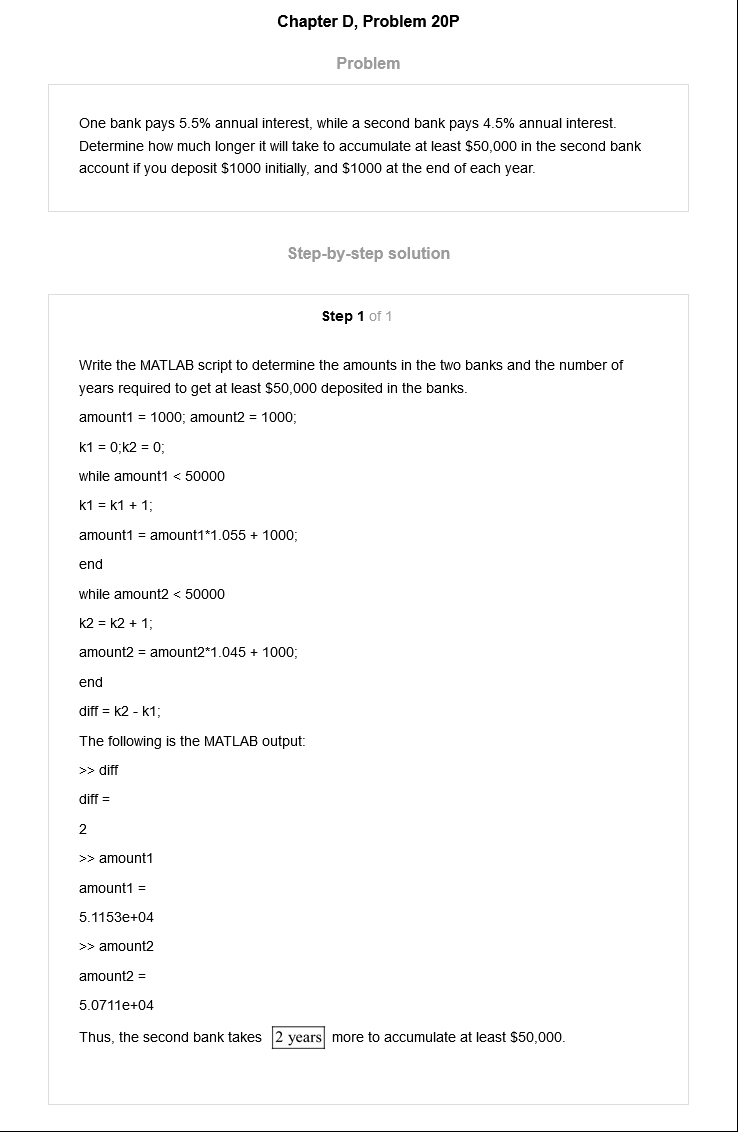 Chapter D, Problem 20P
Problem
One bank pays 5.5% annual interest, while a second bank pays 4.5% annual interest.
Determine how much longer it will take to accumulate at least $50,000 in the second bank
account if you deposit $1000 initially, and $1000 at the end of each year.
Step-by-step solution
Step 1 of 1
Write the MATLAB script to determine the amounts in the two banks and the number of
years required to get at least $50,000 deposited in the banks.
amount1 = 1000; amount2 = 1000;
k1 = 0;k2 = 0;
while amount1 < 50000
k1 = k1 + 1;
amount1 = amount1*1.055 + 1000;
end
while amount2 < 50000
k2 = k2 + 1;
amount2 = amount2*1.045 + 1000;
end
diff = k2 - k1;
The following is the MATLAB output:
>> diff
diff =
2
>> amount1
amount1 =
5.1153e+04
>> amount2
amount2 =
5.0711e+04
Thus, the second bank takes 2 years more to accumulate at least $50,000.